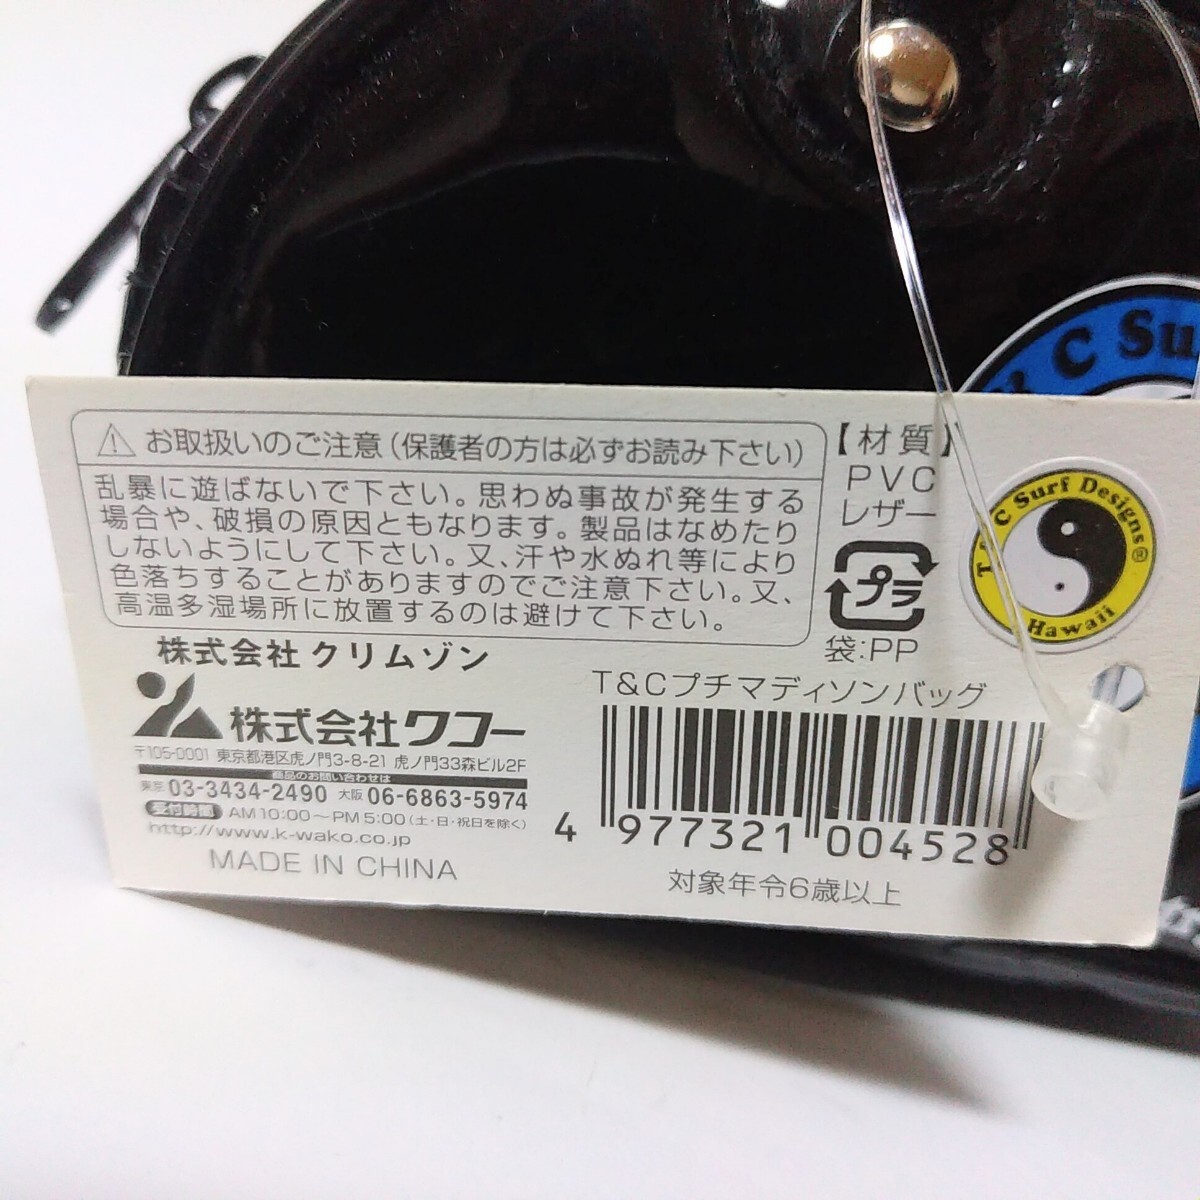 T & C Surf
⚠ お取扱いのご注意(保護者の方は必ずお読み下さい)
乱暴に遊ばないで下さい。思わぬ事故が発生する
場合や、破損の原因ともなります。製品はなめたり
しないようにして下さい。又、汗や水ぬれ等により
色落ちすることがありますのでご注意下さい。又、
高温多湿場所に放置するのは避けて下さい。
【材質】
PVC
レザー
プラ
袋:PP
T & C Surf Designs®
Hawaii
株式会社 クリムゾン
株式会社ワコー
〒105-0001 東京都港区虎ノ門3-8-21 虎ノ門33森ビル2F
商品のお問い合わせは
東京 03-3434-2490 大阪 06-6863-5974
受付時間 AM 10:00～PM 5:00(土・日・祝日を除く)
http://www.k-wako.co.jp
MADE IN CHINA
T&Cプチマディソンバッグ
4 977321 004528
対象年令6歳以上